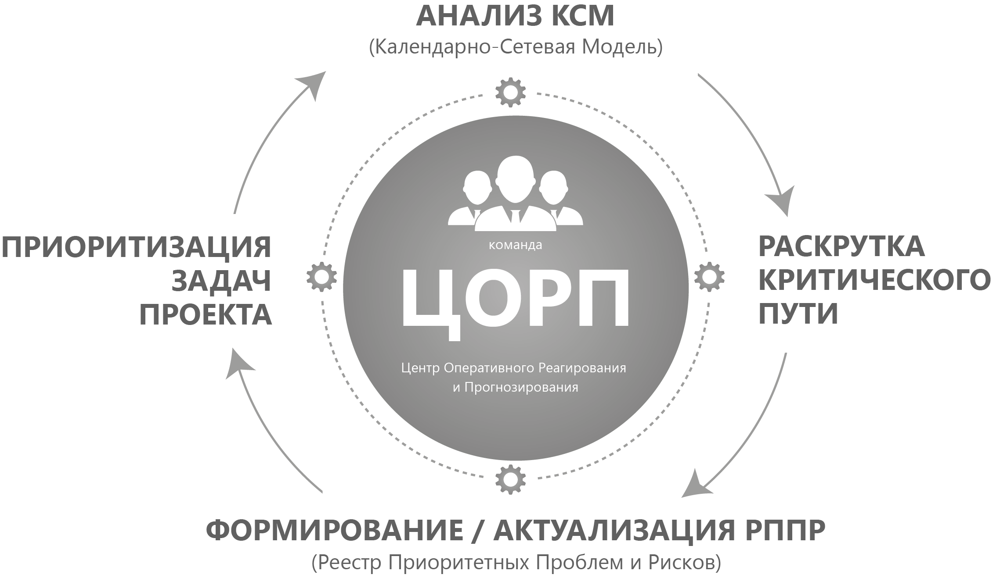 АНАЛИЗ КСМ
(Календарно-Сетевая Модель)
ПРИОРИТИЗАЦИЯ
ЗАДАЧ
ПРОЕКТА
команда
ЦОРП
Центр Оперативного Реагирования
и Прогнозирования
РАСКРУТКА
КРИТИЧЕСКОГО
ПУТИ
ФОРМИРОВАНИЕ / АКТУАЛИЗАЦИЯ РППР
(Реестр Приоритетных Проблем и Рисков)